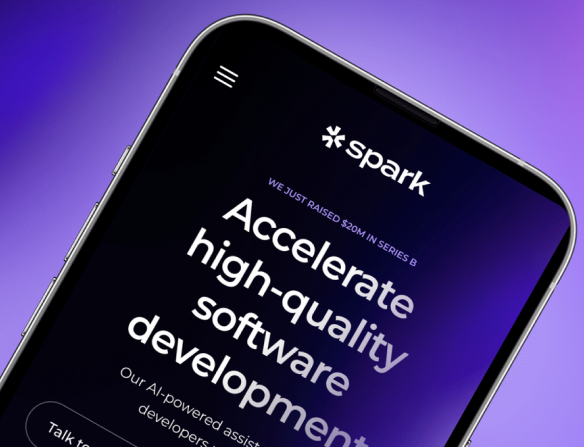 spark
WE JUST RAISED $20M IN SERIES B
Accelerate
high-quality
software
development
Our AI-powered assist
developers
Talk to